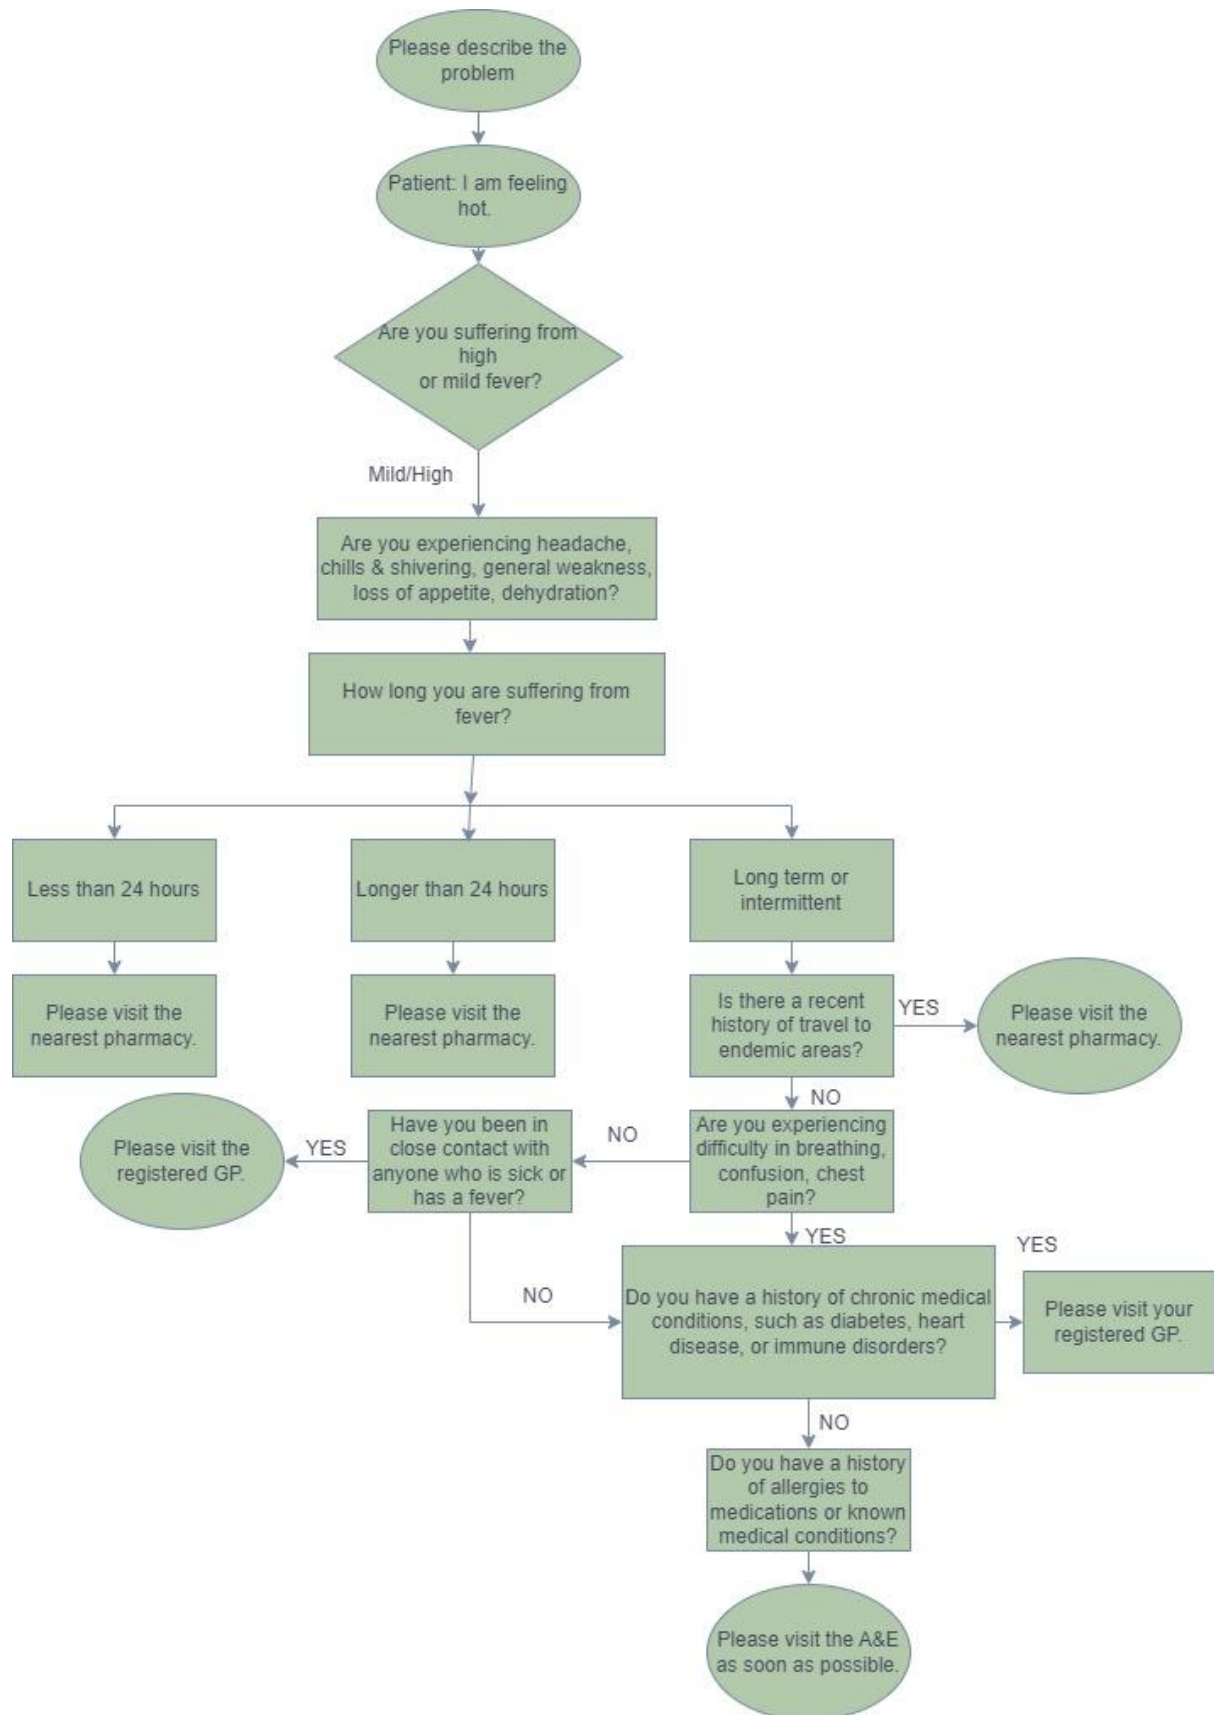 Please describe the
problem
Patient: I am feeling
hot.
Are you suffering from
high
or mild fever?
Mild/High
Are you experiencing headache,
chills & shivering, general weakness,
loss of appetite, dehydration?
How long you are suffering from
fever?
Less than 24 hours
Longer than 24 hours
Long term or
intermittent
Please visit the
nearest pharmacy.
Please visit the
nearest pharmacy.
Is there a recent
history of travel to
endemic areas?
YES
Please visit the
nearest pharmacy.
NO
Are you experiencing
difficulty in breathing,
confusion, chest
pain?
NO
Have you been in
close contact with
anyone who is sick or
has a fever?
YES
Please visit the
registered GP.
YES
NO
Do you have a history of chronic medical
conditions, such as diabetes, heart
disease, or immune disorders?
YES
Please visit your
registered GP.
NO
Do you have a history
of allergies to
medications or known
medical conditions?
Please visit the A&E
as soon as possible.